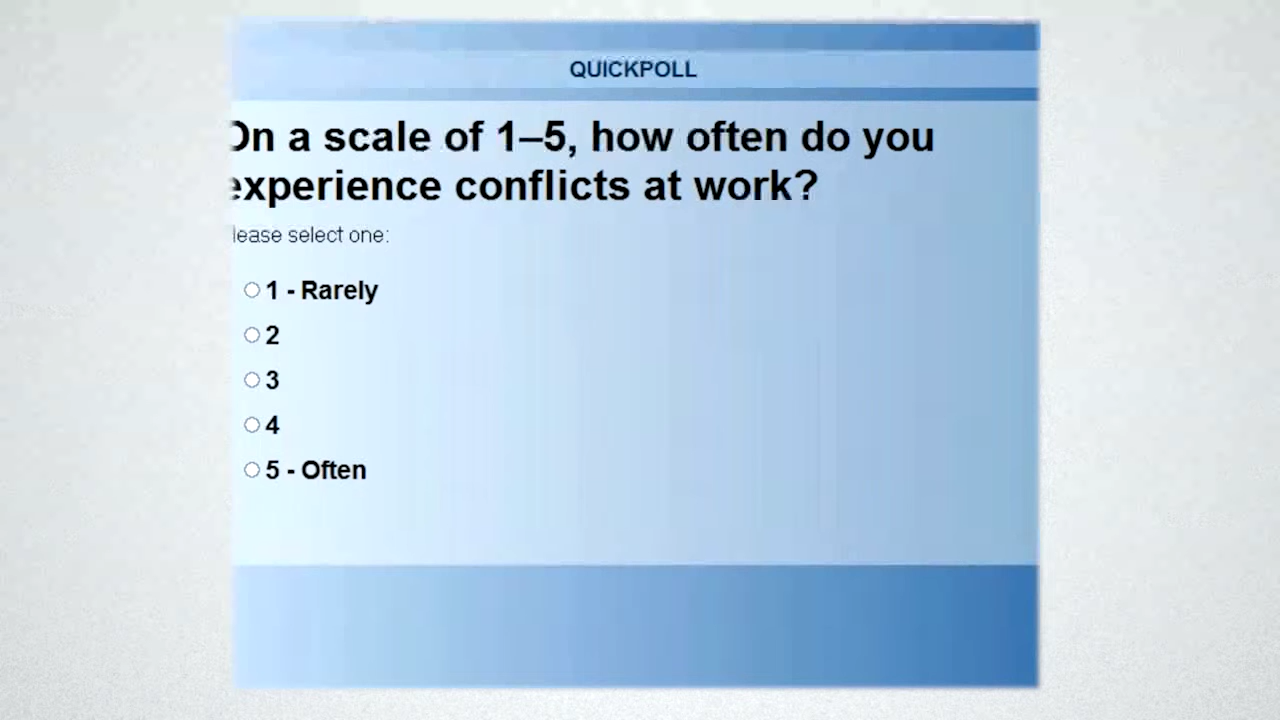 QUICKPOLL
On a scale of 1–5, how often do you
experience conflicts at work?
lease select one:
1 - Rarely
2
3
4
5 - Often